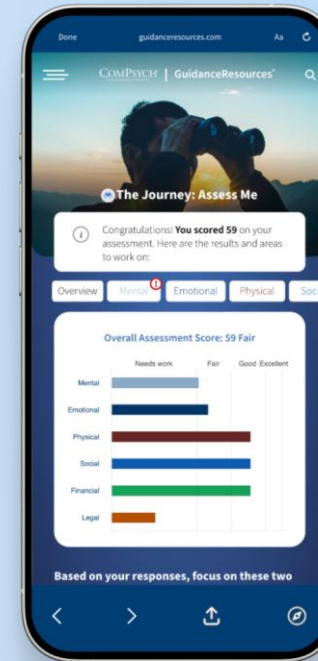 Done guidanceresources.com Aa
COMPSYCH | GuidanceResources®
The Journey: Assess Me
Congratulations! You scored 59 on your
assessment. Here are the results and areas
to work on:
Overview Mental Emotional Physical Soci
Overall Assessment Score: 59 Fair
Needs work Fair Good Excellent
Mental
Emotional
Physical
Social
Financial
Legal
Based on your responses, focus on these two